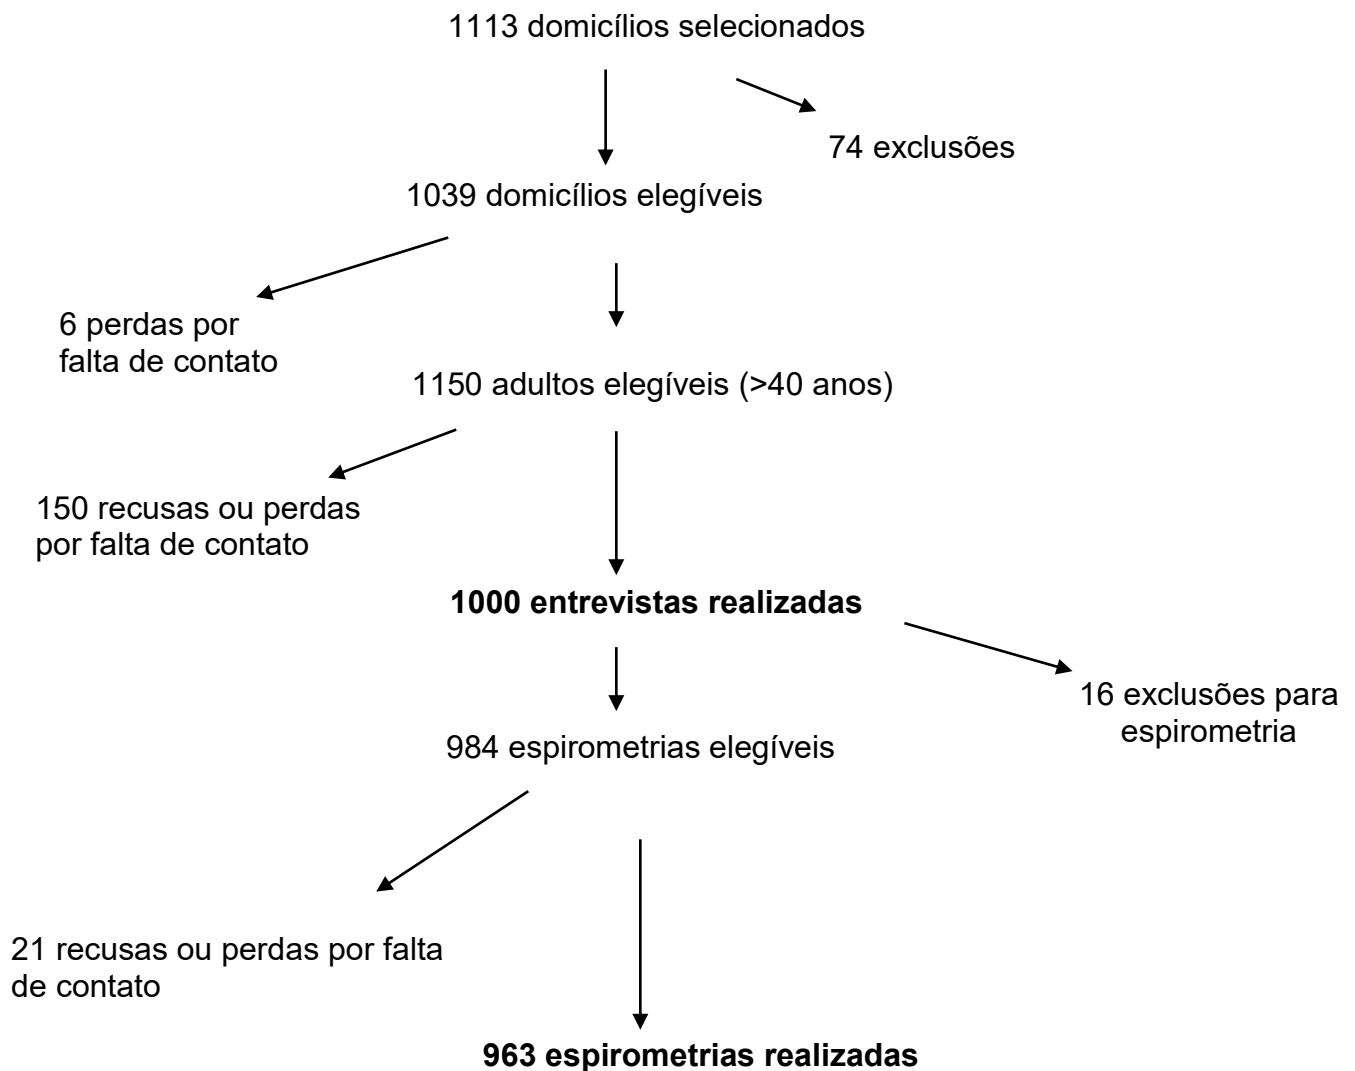 1113 domicílios selecionados
74 exclusões
1039 domicílios elegíveis
6 perdas por
falta de contato
1150 adultos elegíveis (>40 anos)
150 recusas ou perdas
por falta de contato
1000 entrevistas realizadas
16 exclusões para
espirometria
984 espirometrias elegíveis
21 recusas ou perdas por falta
de contato
963 espirometrias realizadas